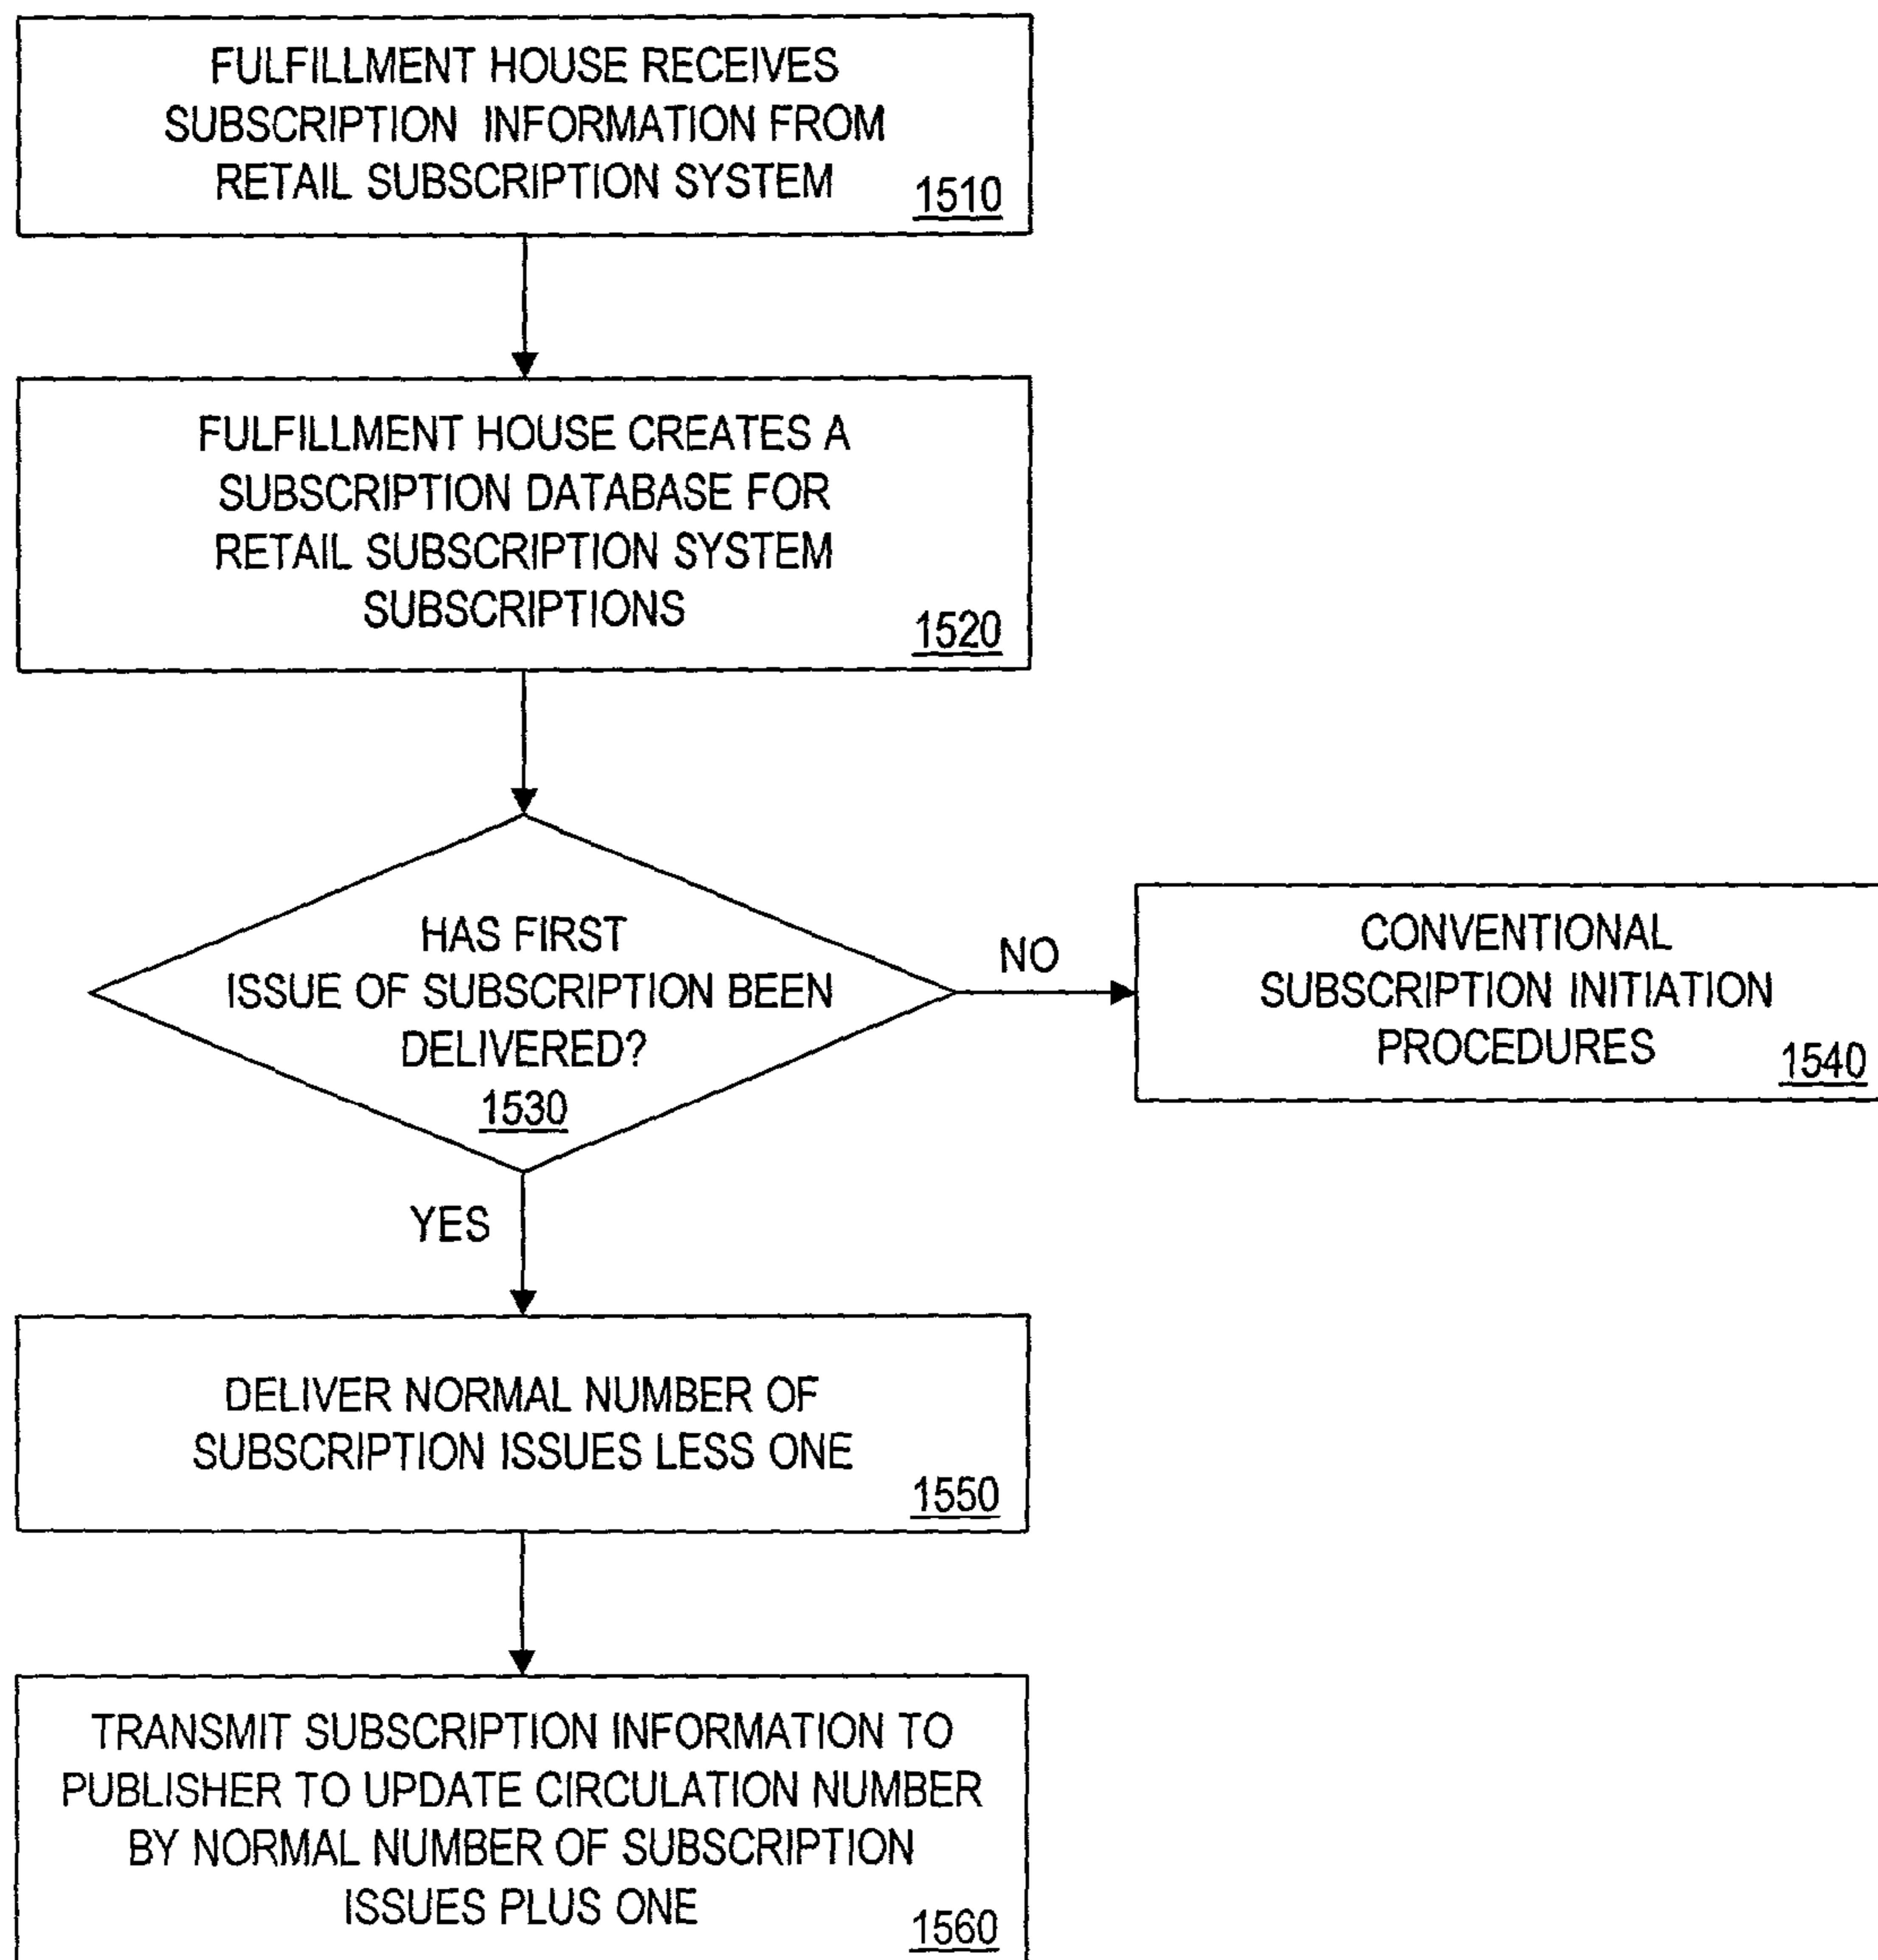 FULFILLMENT HOUSE RECEIVES
SUBSCRIPTION INFORMATION FROM
RETAIL SUBSCRIPTION SYSTEM
1510
FULFILLMENT HOUSE CREATES A
SUBSCRIPTION DATABASE FOR
RETAIL SUBSCRIPTION SYSTEM
SUBSCRIPTIONS
1520
HAS FIRST
ISSUE OF SUBSCRIPTION BEEN
DELIVERED?
1530
NO
CONVENTIONAL
SUBSCRIPTION INITIATION
PROCEDURES
1540
YES
DELIVER NORMAL NUMBER OF
SUBSCRIPTION ISSUES LESS ONE
1550
TRANSMIT SUBSCRIPTION INFORMATION TO
PUBLISHER TO UPDATE CIRCULATION NUMBER
BY NORMAL NUMBER OF SUBSCRIPTION
ISSUES PLUS ONE
1560